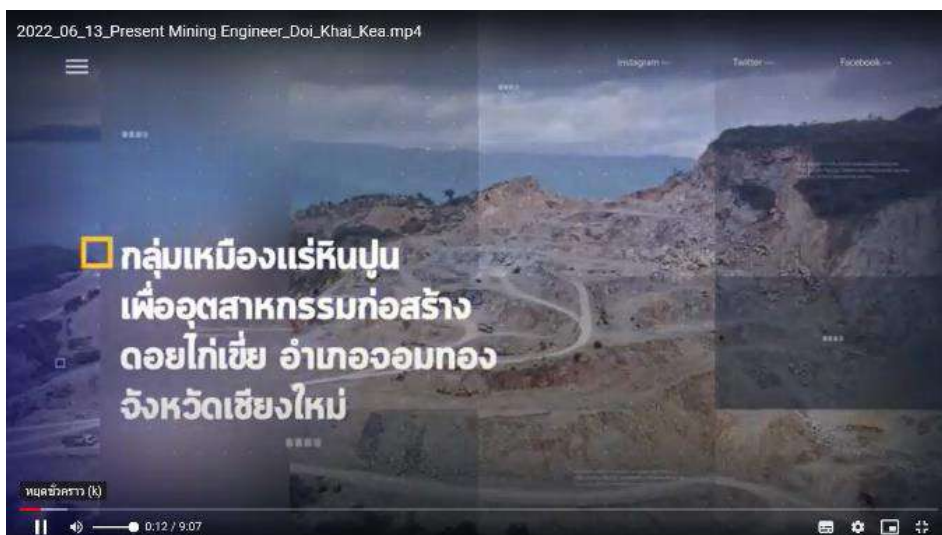 2022_06_13_Present Mining Engineer_Doi_Khai_Kea.mp4
Instagram
Twitter
Facebook
กลุ่มเหมืองแร่หินปูน
เพื่ออุตสาหกรรมก่อสร้าง
ดอยไก่เขี่ย อำเภอจอมทอง
จังหวัดเชียงใหม่
หยุดชั่วคราว (k)
0:12 / 9:07